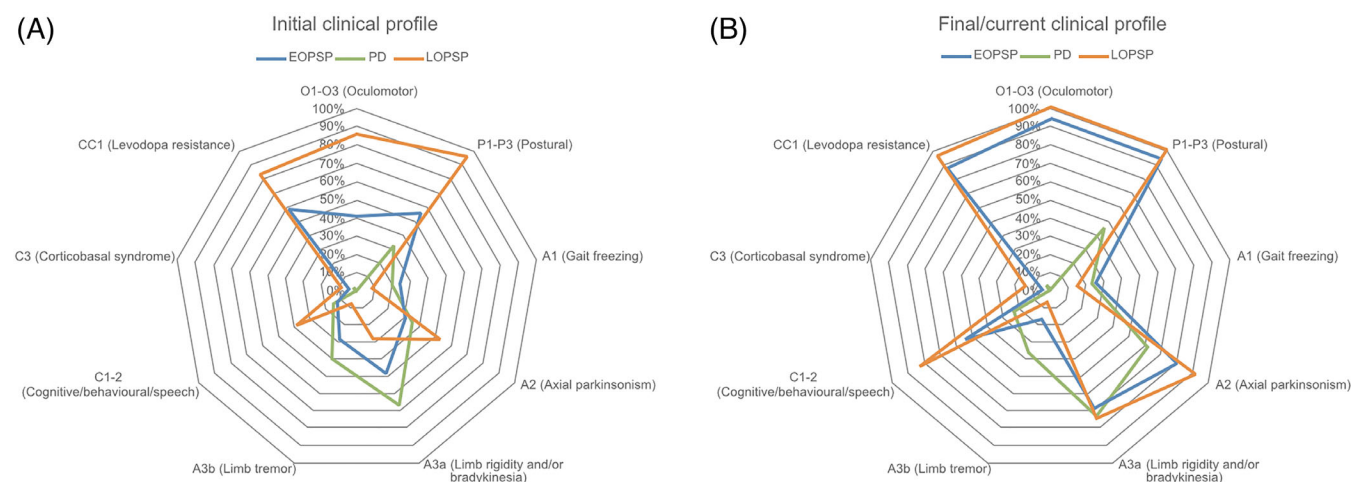 (A)
Initial clinical profile
EOPSP PD LOPSP
O1-O3 (Oculomotor)
100%
90%
80%
70%
60%
50%
40%
30%
20%
10%
0%
P1-P3 (Postural)
A1 (Gait freezing)
A2 (Axial parkinsonism)
A3a (Limb rigidity and/or
bradykinesia)
A3b (Limb tremor)
C1-2
(Cognitive/behavioural/speech)
C3 (Corticobasal syndrome)
CC1 (Levodopa resistance)
(B)
Final/current clinical profile
EOPSP PD LOPSP
O1-O3 (Oculomotor)
100%
90%
80%
70%
60%
50%
40%
30%
20%
10%
0%
P1-P3 (Postural)
A1 (Gait freezing)
A2 (Axial parkinsonism)
A3a (Limb rigidity and/or
bradykinesia)
A3b (Limb tremor)
C1-2
(Cognitive/behavioural/speech)
C3 (Corticobasal syndrome)
CC1 (Levodopa resistance)